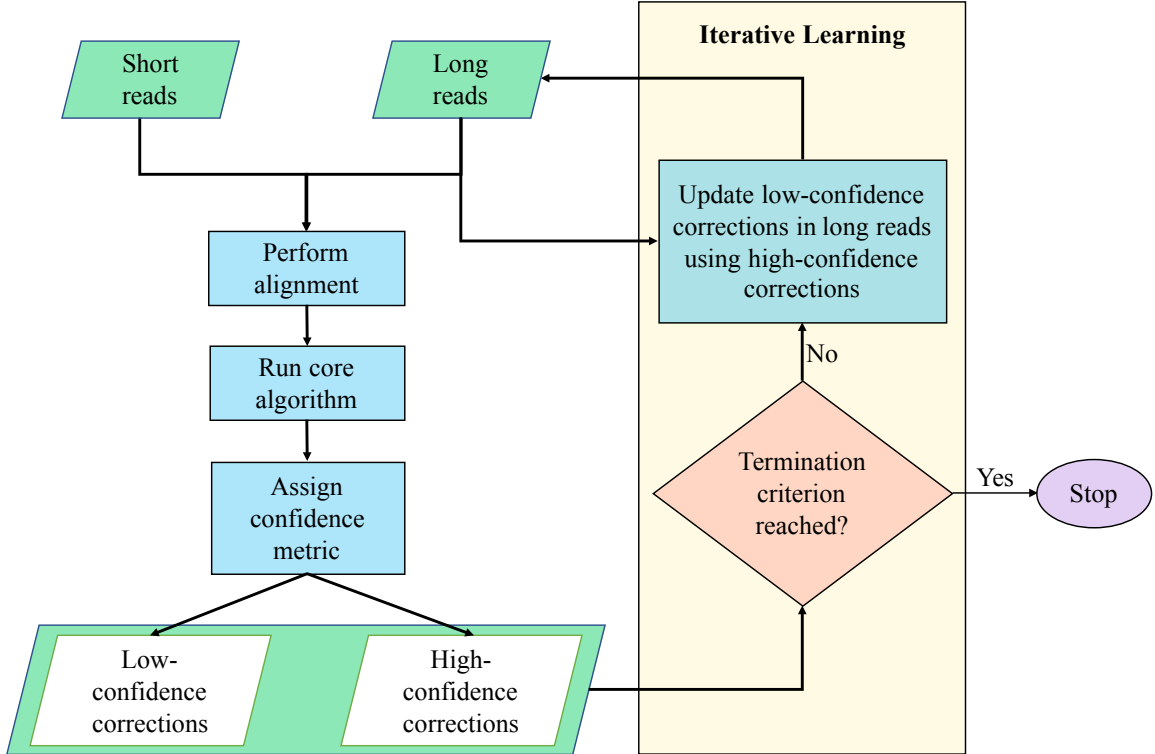 Short
reads
Long
reads
Perform
alignment
Run core
algorithm
Assign
confidence
metric
Low-
confidence
corrections
High-
confidence
corrections
Iterative Learning
Update low-confidence
corrections in long reads
using high-confidence
corrections
No
Termination
criterion
reached?
Yes
Stop